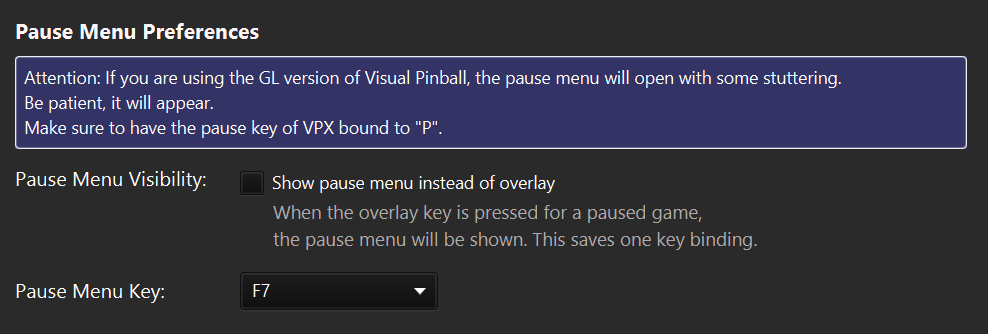 Pause Menu Preferences
Attention: If you are using the GL version of Visual Pinball, the pause menu will open with some stuttering.
Be patient, it will appear.
Make sure to have the pause key of VPX bound to "P".
Pause Menu Visibility:
Show pause menu instead of overlay
When the overlay key is pressed for a paused game,
the pause menu will be shown. This saves one key binding.
Pause Menu Key:
F7